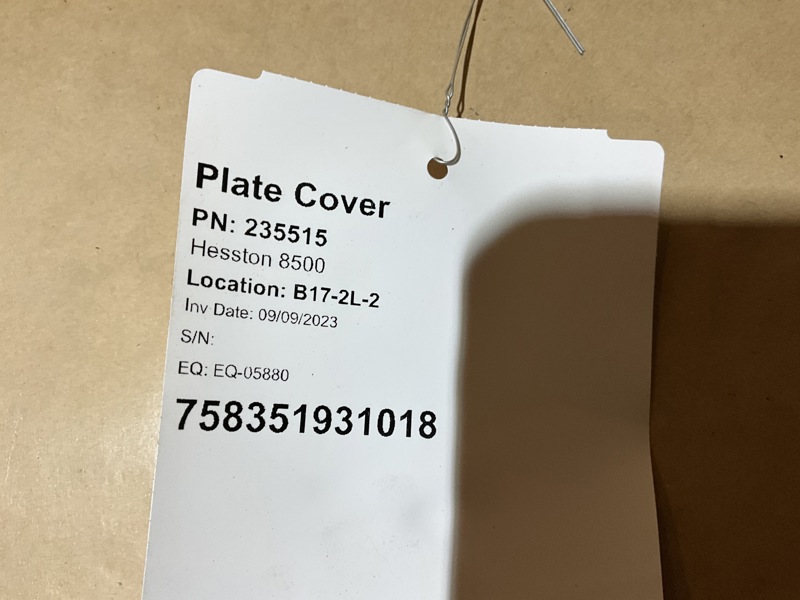 Plate Cover
PN: 235515
Hesston 8500
Location: B17-2L-2
Inv Date: 09/09/2023
S/N:
EQ: EQ-05880
758351931018